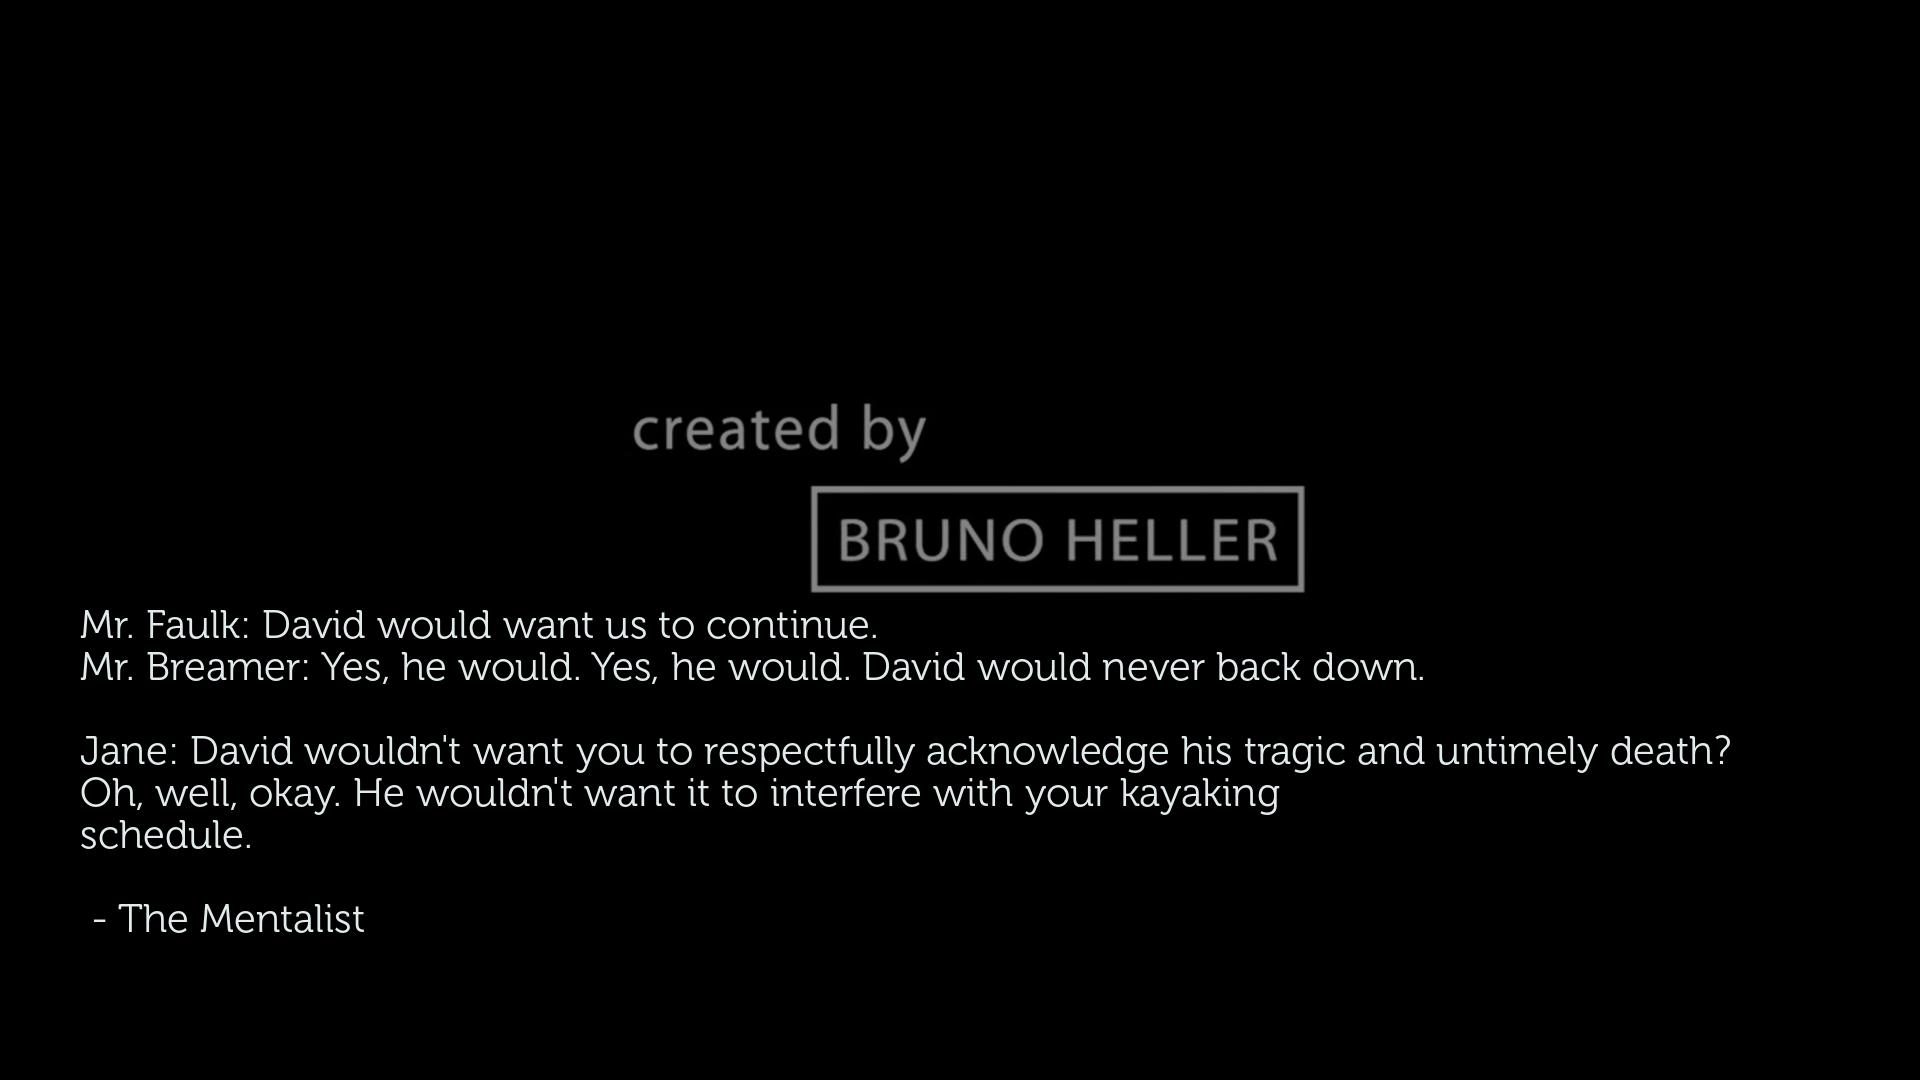 created by
BRUNO HELLER
Mr. Faulk: David would want us to continue.
Mr. Breamer: Yes, he would. Yes, he would. David would never back down.
Jane: David wouldn't want you to respectfully acknowledge his tragic and untimely death?
Oh, well, okay. He wouldn't want it to interfere with your kayaking
schedule.
- The Mentalist